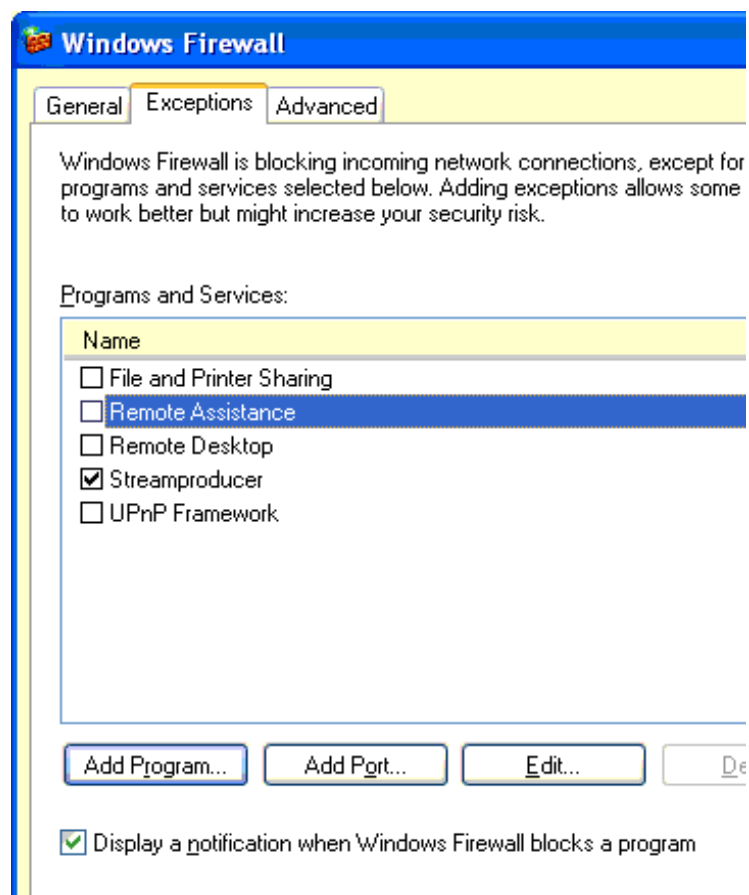 Windows Firewall
General Exceptions Advanced
Windows Firewall is blocking incoming network connections, except for
programs and services selected below. Adding exceptions allows some
to work better but might increase your security risk.
Programs and Services:
Name
File and Printer Sharing
Remote Assistance
Remote Desktop
Streamproducer
UPnP Framework
Add Program... Add Port... Edit... De
Display a notification when Windows Firewall blocks a program